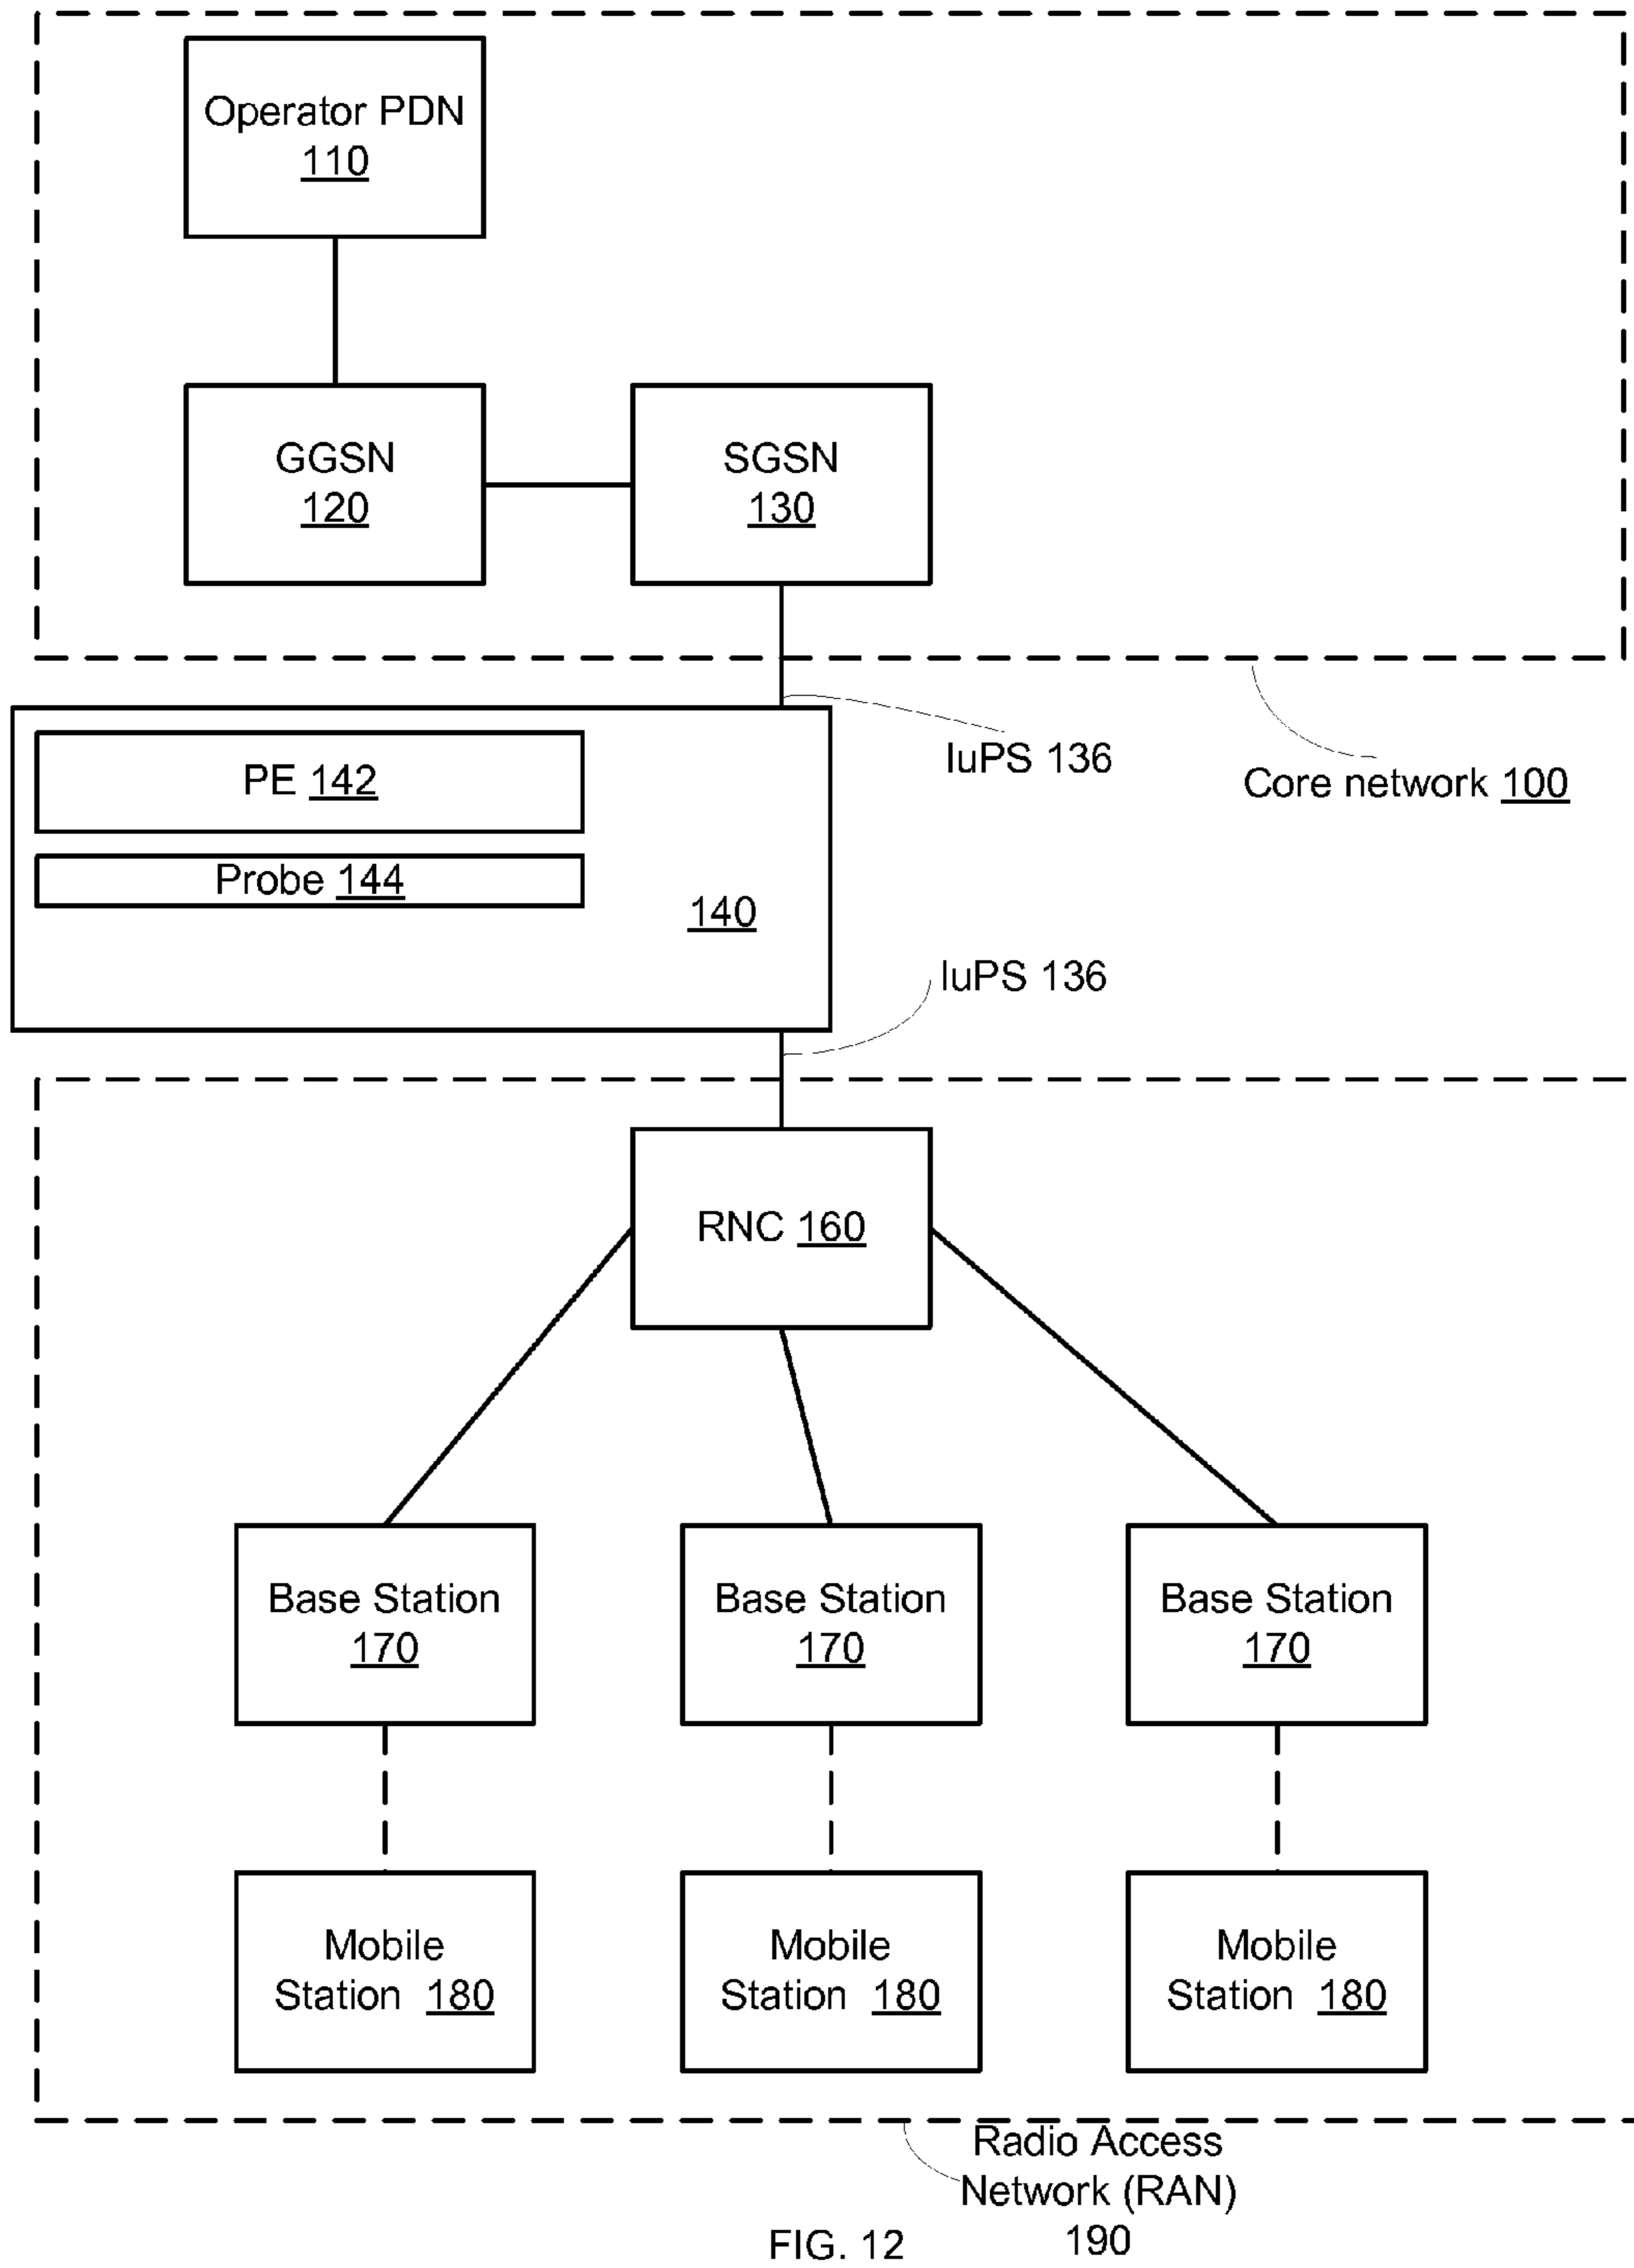 Operator PDN
110
GGSN
120
SGSN
130
IuPS 136
Core network 100
PE 142
Probe 144
140
IuPS 136
RNC 160
Base Station
170
Base Station
170
Base Station
170
Mobile
Station 180
Mobile
Station 180
Mobile
Station 180
Radio Access
Network (RAN)
190
FIG. 12